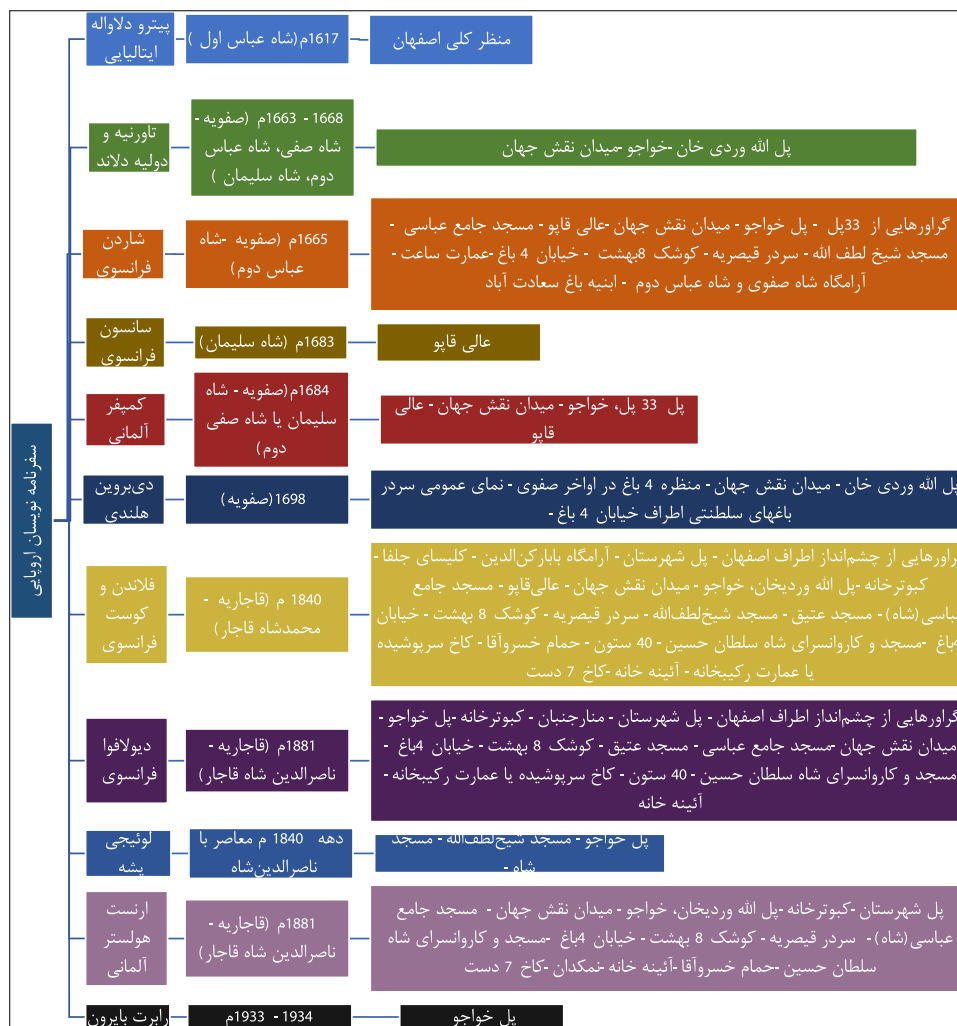 سفرنامه نویسان اروپایی
پیترو دلاواله
ایتالیایی
1617م(شاه عباس اول )
منظر کلی اصفهان
تاورنیه و
دولیه دلاند
1668 - 1663م (صفویه -
شاه صفی، شاه عباس
دوم، شاه سلیمان )
پل الله وردی خان -خواجو -میدان نقش جهان
شاردن
فرانسوی
1665م (صفویه -شاه
عباس دوم)
گراورهایی از 33پل - پل خواجو - میدان نقش جهان -عالی قاپو - مسجد جامع عباسی -
مسجد شیخ لطف الله - سردر قیصریه - کوشک 8بهشت - خیابان 4 باغ -عمارت ساعت -
آرامگاه شاه صفوی و شاه عباس دوم - ابنیه باغ سعادت آباد
سانسون
فرانسوی
1683م (شاه سلیمان)
عالی قاپو
کمپفر
آلمانی
1684م(صفویه - شاه
سلیمان یا شاه صفی
دوم)
پل 33 پل، خواجو - میدان نقش جهان - عالی
قاپو
دی‌بروین
هلندی
1698(صفویه)
پل الله وردی خان - میدان نقش جهان - منظره 4 باغ در اواخر صفوی - نمای عمومی سردر
باغهای سلطنتی اطراف خیابان 4 باغ-
فلاندن و
کوست
فرانسوی
1840 م (قاجاریه -
محمدشاه قاجار)
گراورهایی از چشم‌انداز اطراف اصفهان - پل شهرستان - آرامگاه بابارکن‌الدین - کلیسای جلفا -
کبوترخانه -پل الله وردیخان، خواجو - میدان نقش جهان - عالی‌قاپو - مسجد جامع
عباسی(شاه) - مسجد عتیق - مسجد شیخ‌لطف‌الله - سردر قیصریه - کوشک 8 بهشت - خیابان
4باغ -مسجد و کاروانسرای شاه سلطان حسین - 40 ستون - حمام خسروآقا - کاخ سرپوشیده
یا عمارت رکیبخانه - آئینه خانه -کاخ 7 دست
دیولافوا
فرانسوی
1881م (قاجاریه -
ناصرالدین شاه قاجار)
گراورهایی از چشم‌انداز اطراف اصفهان - پل شهرستان - منارجنبان - کبوترخانه -پل خواجو -
میدان نقش جهان -مسجد جامع عباسی - مسجد عتیق - کوشک 8 بهشت - خیابان 4باغ -
مسجد و کاروانسرای شاه سلطان حسین - 40 ستون - کاخ سرپوشیده یا عمارت رکیبخانه -
آئینه خانه
لوئیجی
پشه
دهه 1840 م معاصر با
ناصرالدین‌شاه
پل خواجو - مسجد شیخ‌لطف‌الله - مسجد
شاه -
ارنست
هولستر
آلمانی
1881م (قاجاریه -
ناصرالدین شاه قاجار)
پل شهرستان -کبوترخانه -پل الله وردیخان، خواجو - میدان نقش جهان - مسجد جامع
عباسی(شاه) - سردر قیصریه - کوشک 8 بهشت - خیابان 4باغ -مسجد و کاروانسرای شاه
سلطان حسین -حمام خسروآقا -آئینه خانه -نمکدان -کاخ 7 دست
رابرت بایرون
1934 - 1933م
پل خواجو